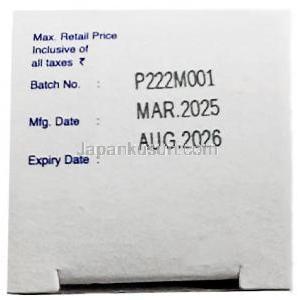 Max. Retail Price
Inclusive of
all taxes ₹
Batch No. : P222M001
Mfg. Date : MAR.2025
Expiry Date : AUG.2026
Japankusuri.com